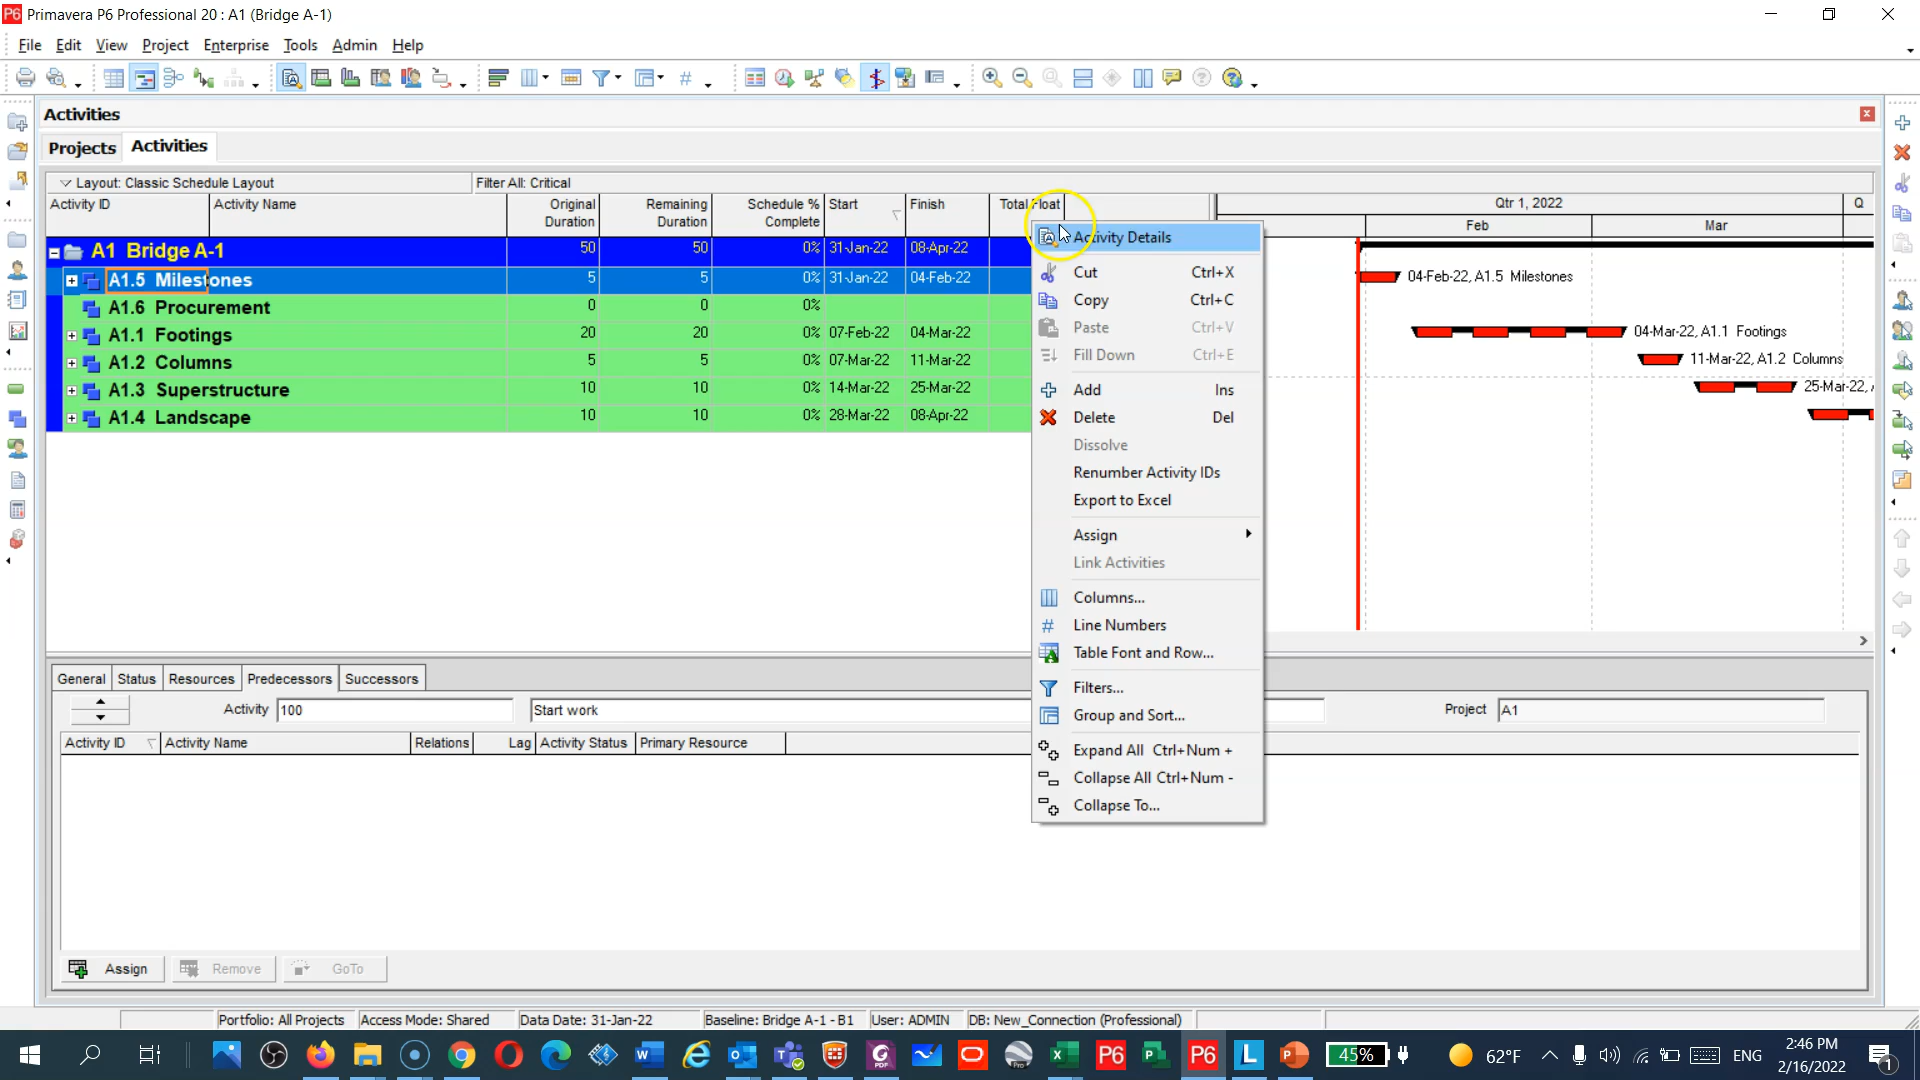 Primavera P6 Professional 20 : A1 (Bridge A-1)
File Edit View Project Enterprise Tools Admin Help
Activities
Projects Activities
Layout: Classic Schedule Layout Filter All: Critical
Activity ID Activity Name Original Duration Remaining Duration Schedule % Complete Start Finish Total Float Qtr 1, 2022 Q
Feb Mar
A1 Bridge A-1 50 50 0% 31-Jan-22 08-Apr-22
A1.5 Milestones 5 5 0% 31-Jan-22 04-Feb-22 04-Feb-22, A1.5 Milestones
A1.6 Procurement 0 0 0%
A1.1 Footings 20 20 0% 07-Feb-22 04-Mar-22 04-Mar-22, A1.1 Footings
A1.2 Columns 5 5 0% 07-Mar-22 11-Mar-22 11-Mar-22, A1.2 Columns
A1.3 Superstructure 10 10 0% 14-Mar-22 25-Mar-22 25-Mar-22,
A1.4 Landscape 10 10 0% 28-Mar-22 08-Apr-22
Activity Details
Cut Ctrl+X
Copy Ctrl+C
Paste Ctrl+V
Fill Down Ctrl+E
Add Ins
Delete Del
Dissolve
Renumber Activity IDs
Export to Excel
Assign
Link Activities
Columns...
# Line Numbers
Table Font and Row...
Filters...
Group and Sort...
Expand All Ctrl+Num +
Collapse All Ctrl+Num -
Collapse To...
General Status Resources Predecessors Successors
Activity 100 Start work Project A1
Activity ID Activity Name Relations Lag Activity Status Primary Resource
Assign Remove GoTo
Portfolio: All Projects Access Mode: Shared Data Date: 31-Jan-22 Baseline: Bridge A-1 - B1 User: ADMIN DB: New_Connection (Professional)
45% 62°F ENG 2:46 PM
2/16/2022